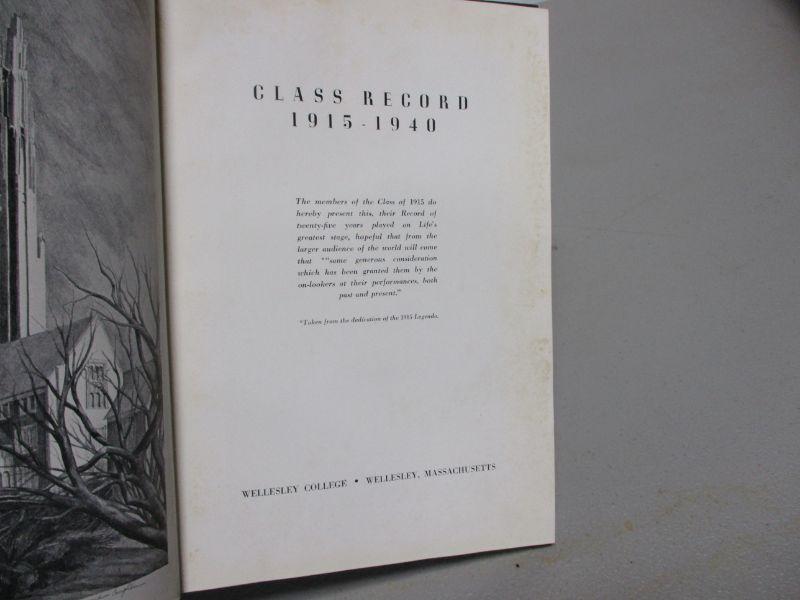 CLASS RECORD
1915-1940
The members of the Class of 1915 do
hereby present this, their Record of
twenty-five years played on Life's
greatest stage, hopeful that from the
larger audience of the world will come
that *"same generous consideration
which has been granted them by the
on-lookers at their performances, both
past and present."
*Taken from the dedication of the 1915 Legenda.
WELLESLEY COLLEGE • WELLESLEY, MASSACHUSETTS